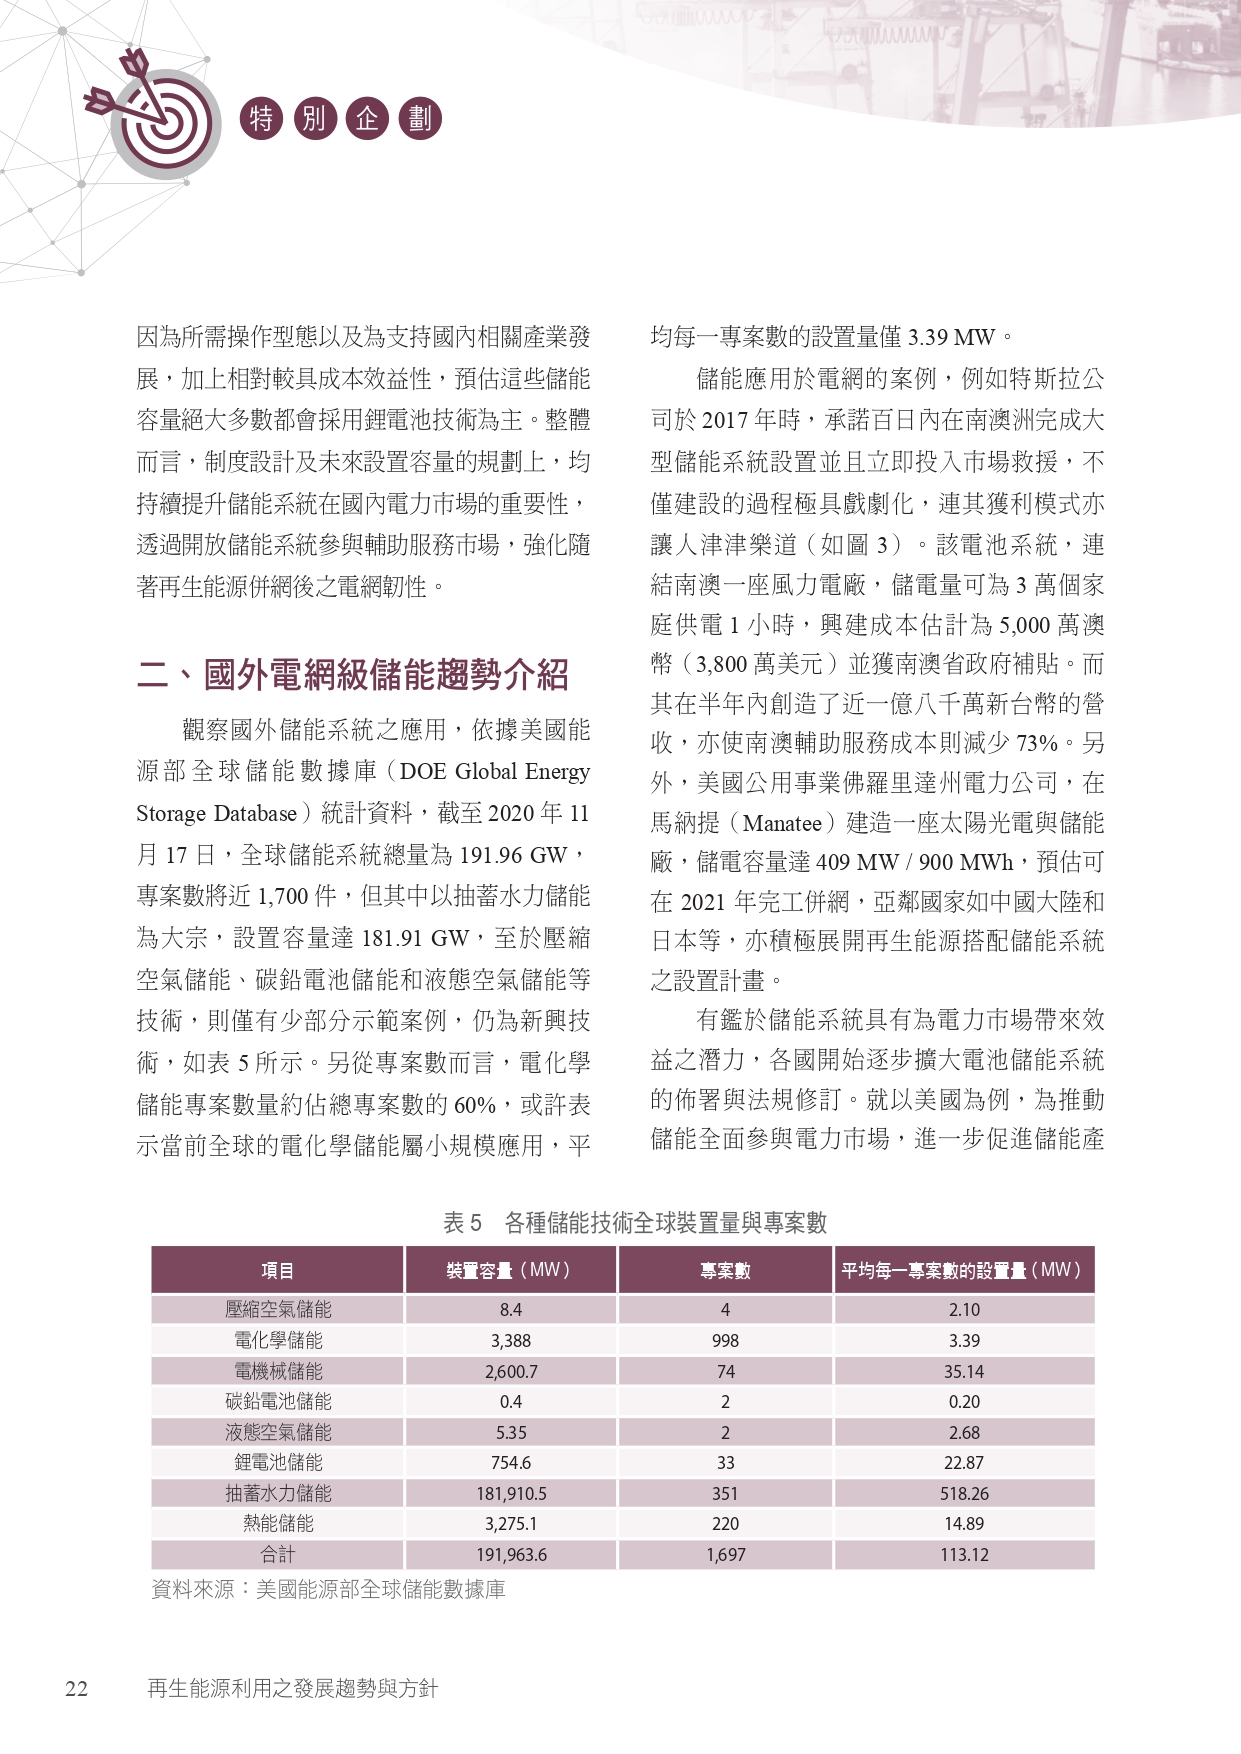 特別企劃
因為所需操作型態以及為支持國內相關產業發
展，加上相對較具成本效益性，預估這些儲能
容量絕大多數都會採用鋰電池技術為主。整體
而言，制度設計及未來設置容量的規劃上，均
持續提升儲能系統在國內電力市場的重要性，
透過開放儲能系統參與輔助服務市場，強化隨
著再生能源併網後之電網韌性。
二、國外電網級儲能趨勢介紹
觀察國外儲能系統之應用，依據美國能
源部全球儲能數據庫（DOE Global Energy
Storage Database）統計資料，截至 2020 年 11
月 17 日，全球儲能系統總量為 191.96 GW，
專案數將近 1,700 件，但其中以抽蓄水力儲能
為大宗，設置容量達 181.91 GW，至於壓縮
空氣儲能、碳鉛電池儲能和液態空氣儲能等
技術，則僅有少部分示範案例，仍為新興技
術，如表 5 所示。另從專案數而言，電化學
儲能專案數量約佔總專案數的 60%，或許表
示當前全球的電化學儲能屬小規模應用，平
均每一專案數的設置量僅 3.39 MW。
儲能應用於電網的案例，例如特斯拉公
司於 2017 年時，承諾百日內在南澳洲完成大
型儲能系統設置並且立即投入市場救援，不
僅建設的過程極具戲劇化，連其獲利模式亦
讓人津津樂道（如圖 3）。該電池系統，連
結南澳一座風力電廠，儲電量可為 3 萬個家
庭供電 1 小時，興建成本估計為 5,000 萬澳
幣（3,800 萬美元）並獲南澳省政府補貼。而
其在半年內創造了近一億八千萬新台幣的營
收，亦使南澳輔助服務成本則減少 73%。另
外，美國公用事業佛羅里達州電力公司，在
馬納提（Manatee）建造一座太陽光電與儲能
廠，儲電容量達 409 MW / 900 MWh，預估可
在 2021 年完工併網，亞鄰國家如中國大陸和
日本等，亦積極展開再生能源搭配儲能系統
之設置計畫。
有鑑於儲能系統具有為電力市場帶來效
益之潛力，各國開始逐步擴大電池儲能系統
的佈署與法規修訂。就以美國為例，為推動
儲能全面參與電力市場，進一步促進儲能產
表 5　各種儲能技術全球裝置量與專案數
項目 裝置容量（MW） 專案數 平均每一專案數的設置量（MW）
壓縮空氣儲能 8.4 4 2.10
電化學儲能 3,388 998 3.39
電機械儲能 2,600.7 74 35.14
碳鉛電池儲能 0.4 2 0.20
液態空氣儲能 5.35 2 2.68
鋰電池儲能 754.6 33 22.87
抽蓄水力儲能 181,910.5 351 518.26
熱能儲能 3,275.1 220 14.89
合計 191,963.6 1,697 113.12
資料來源：美國能源部全球儲能數據庫
22 再生能源利用之發展趨勢與方針